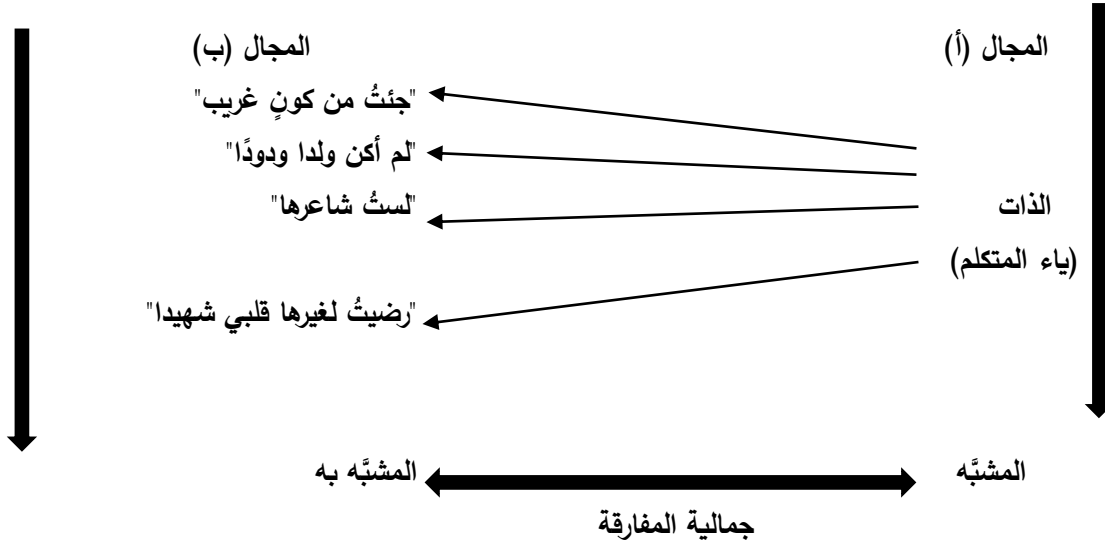 المجال (أ)
المجال (ب)
"جئتُ من كونٍ غريب"
"لم أكن ولدا ودودًا"
الذات
"لستُ شاعرها"
(ياء المتكلم)
"رضيتُ لغيرها قلبي شهيدا"
المشبَّه
المشبَّه به
جمالية المفارقة